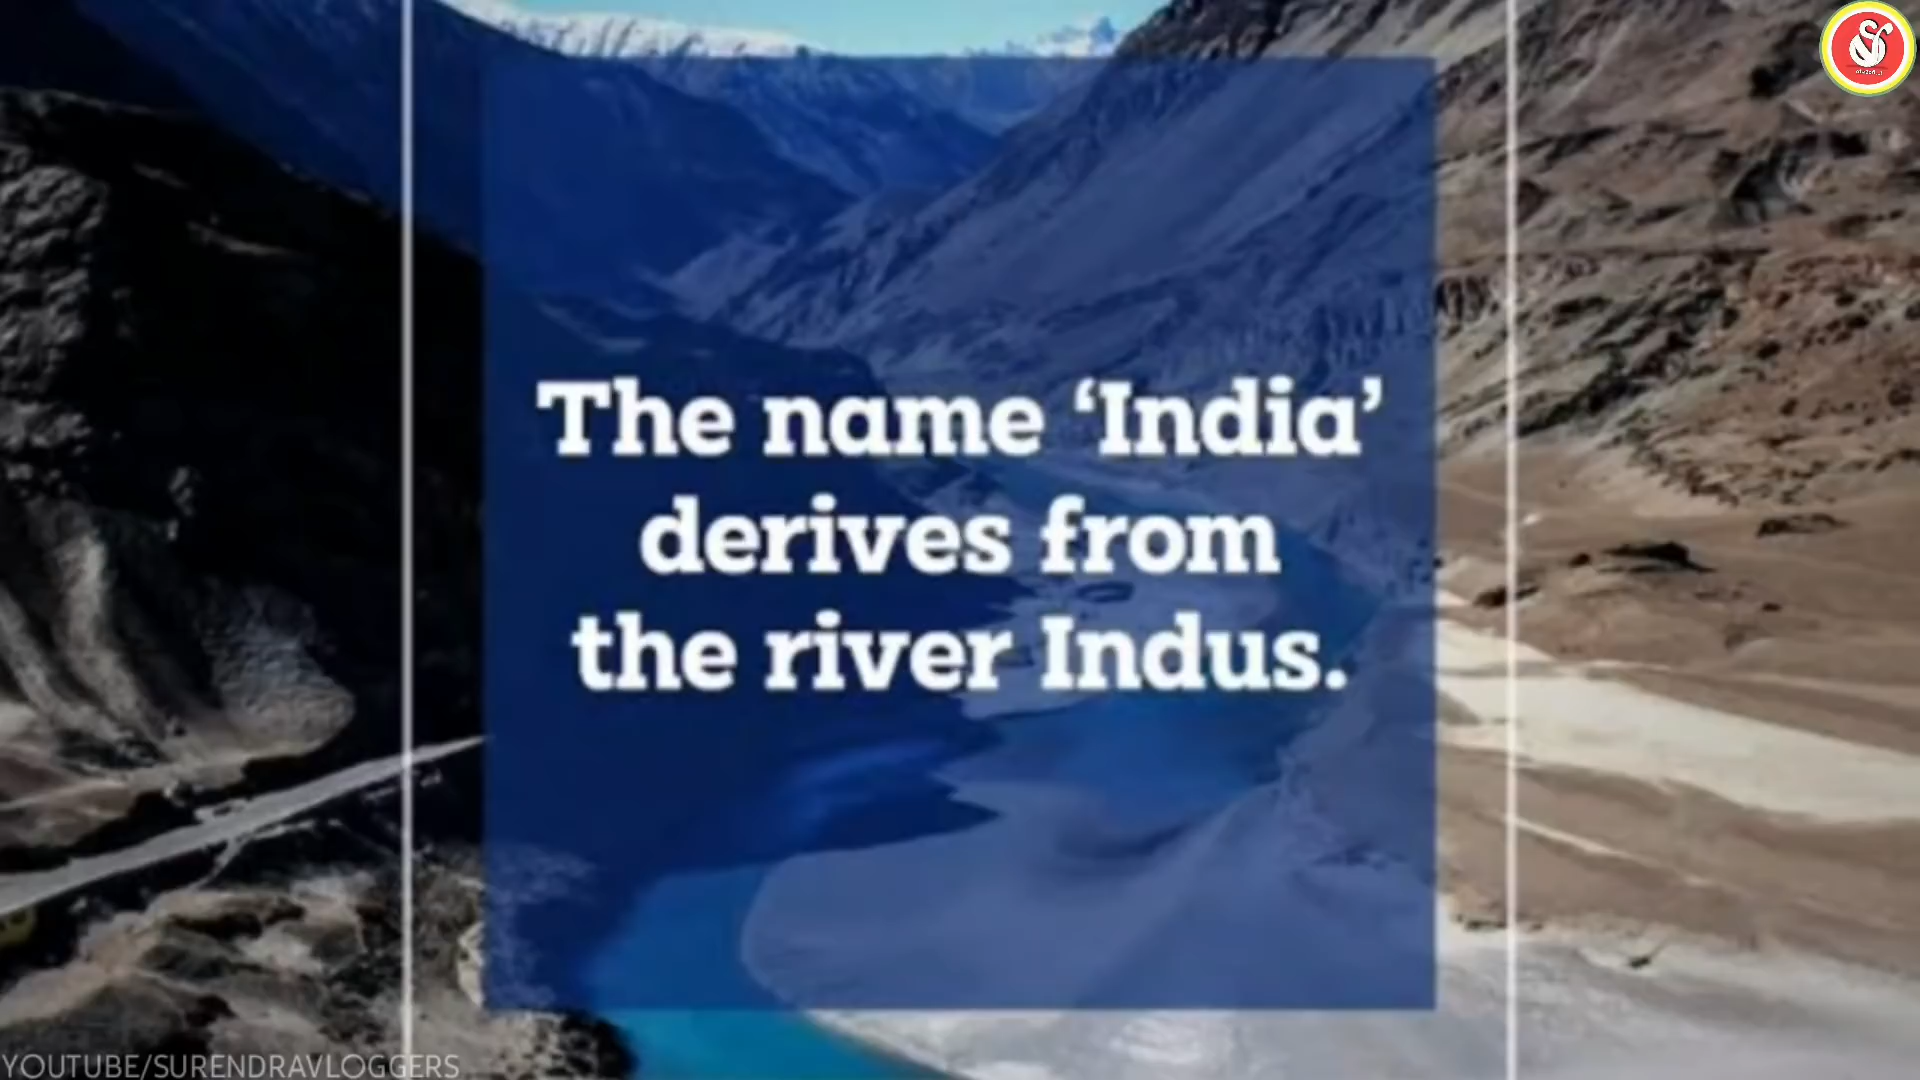 The name ‘India’
derives from
the river Indus.
YOUTUBE/SURENDRAVLOGGERS